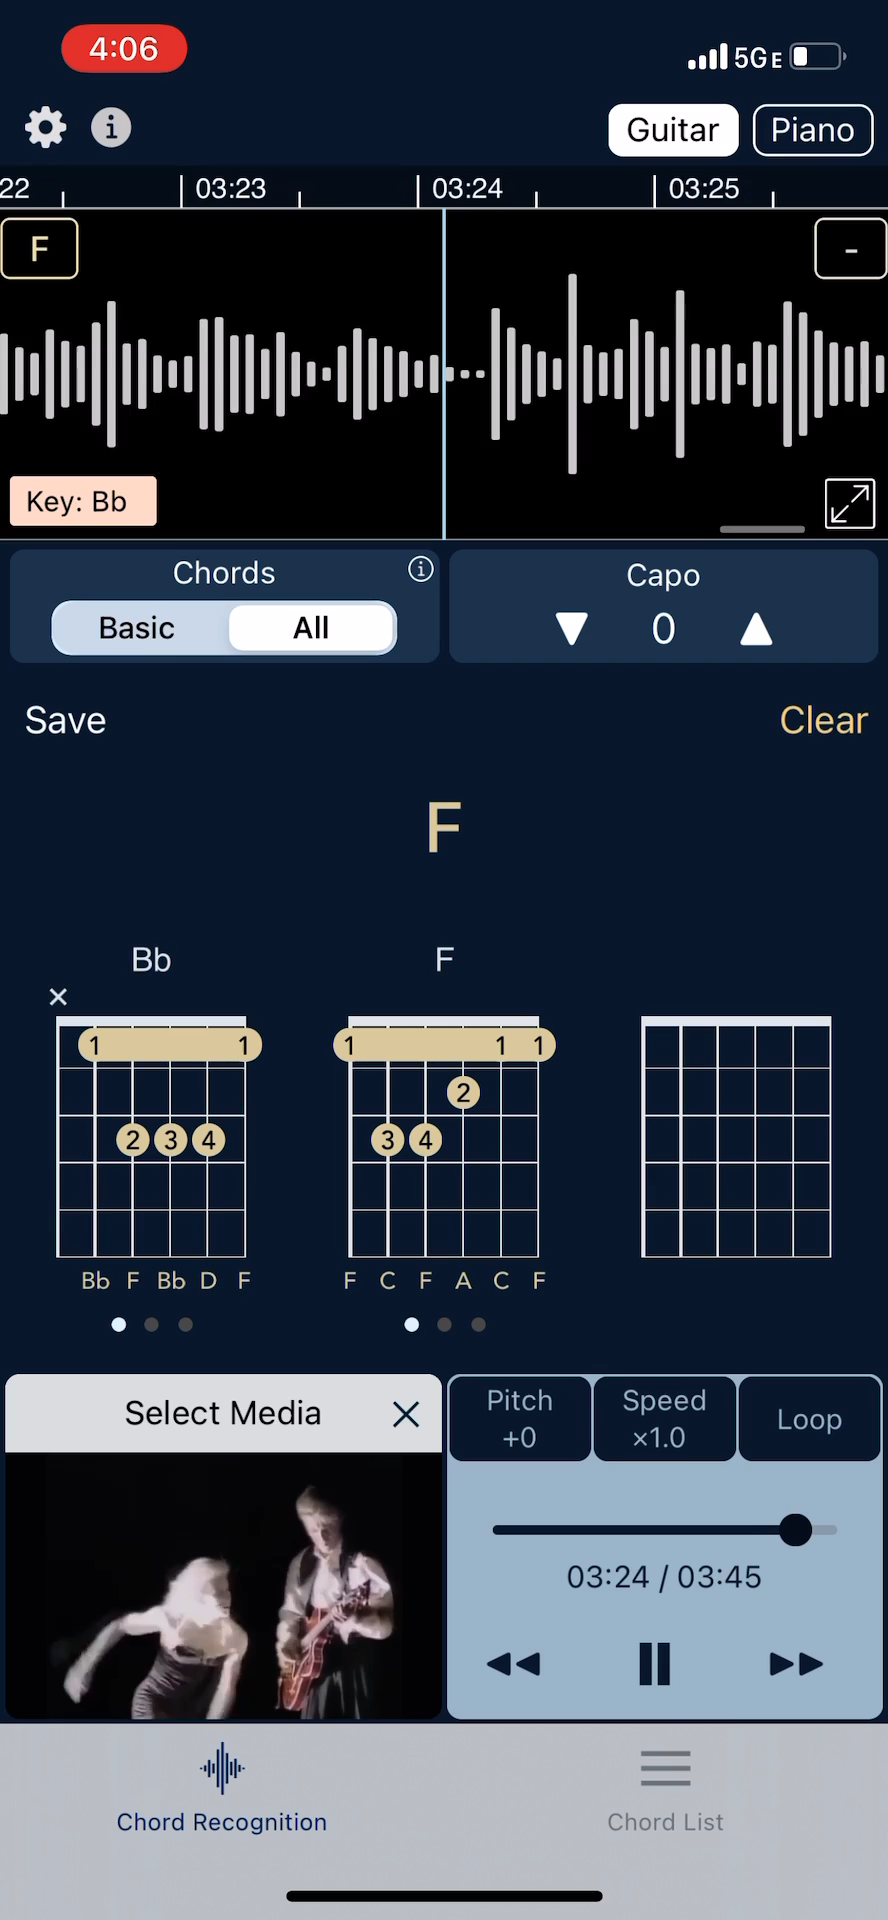 4:06
5GE
Guitar
Piano
22
03:23
03:24
03:25
F
-
Key: Bb
Chords
Basic
All
Capo
0
Save
Clear
F
Bb
F
×
1 1
1 1 1
2
2 3 4
3 4
Bb F Bb D F
F C F A C F
Select Media
Pitch
+0
Speed
×1.0
Loop
03:24 / 03:45
Chord Recognition
Chord List